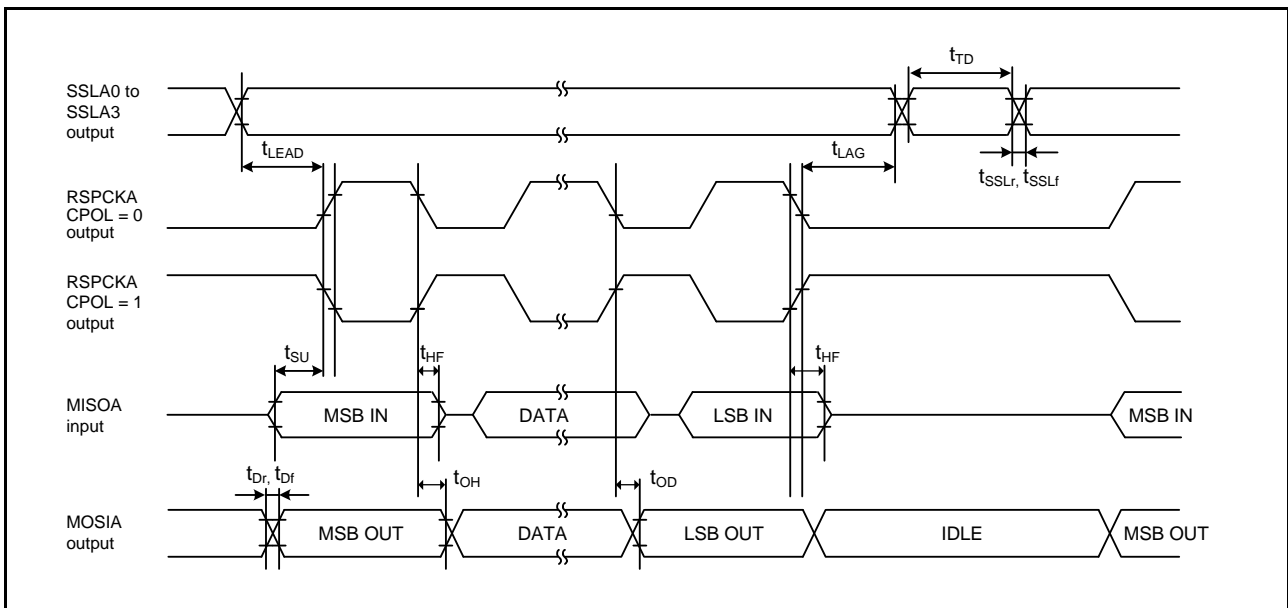 tTD
SSLA0 to
SSLA3
output
tLEAD
tLAG
tSSLr, tSSLf
RSPCKA
CPOL = 0
output
RSPCKA
CPOL = 1
output
tSU
tHF
tHF
MISOA
input
MSB IN
DATA
LSB IN
MSB IN
tDr, tDf
tOH
tOD
MOSIA
output
MSB OUT
DATA
LSB OUT
IDLE
MSB OUT